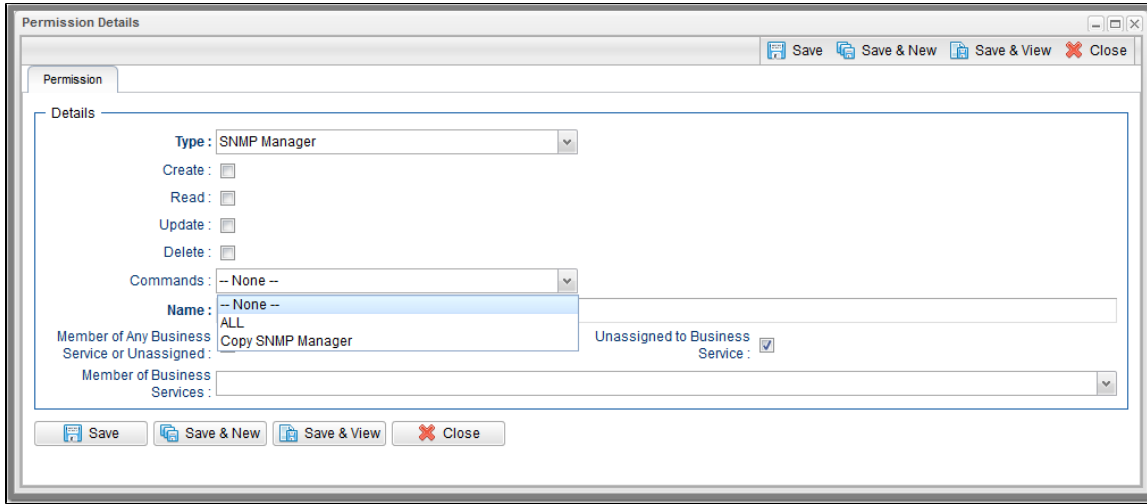 Permission Details
Save Save & New Save & View Close
Permission
Details
Type : SNMP Manager
Create :
Read :
Update :
Delete :
Commands : -- None --
-- None --
Name :
ALL
Copy SNMP Manager
Member of Any Business
Service or Unassigned :
Unassigned to Business
Service :
Member of Business
Services :
Save Save & New Save & View Close